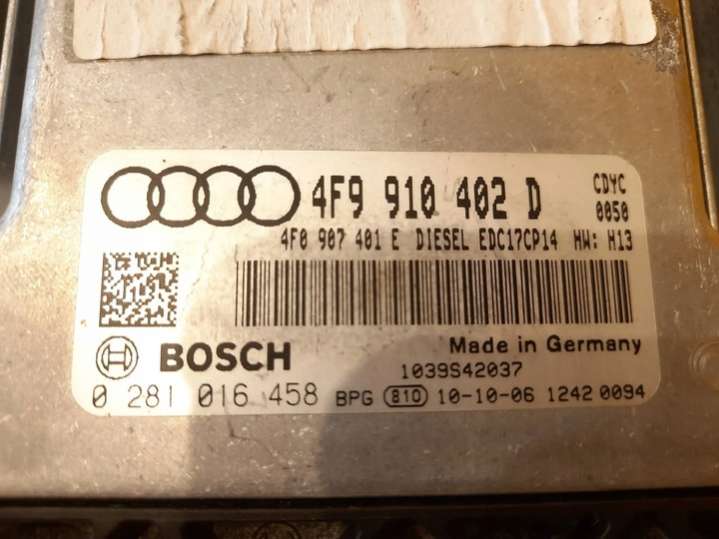 4F9 910 402 D
CDYC
0050
4F0 907 401 E DIESEL EDC17CP14 HW: H13
BOSCH
Made in Germany
1039S42037
0 281 016 458 BPG 810 10-10-06 1242 0094